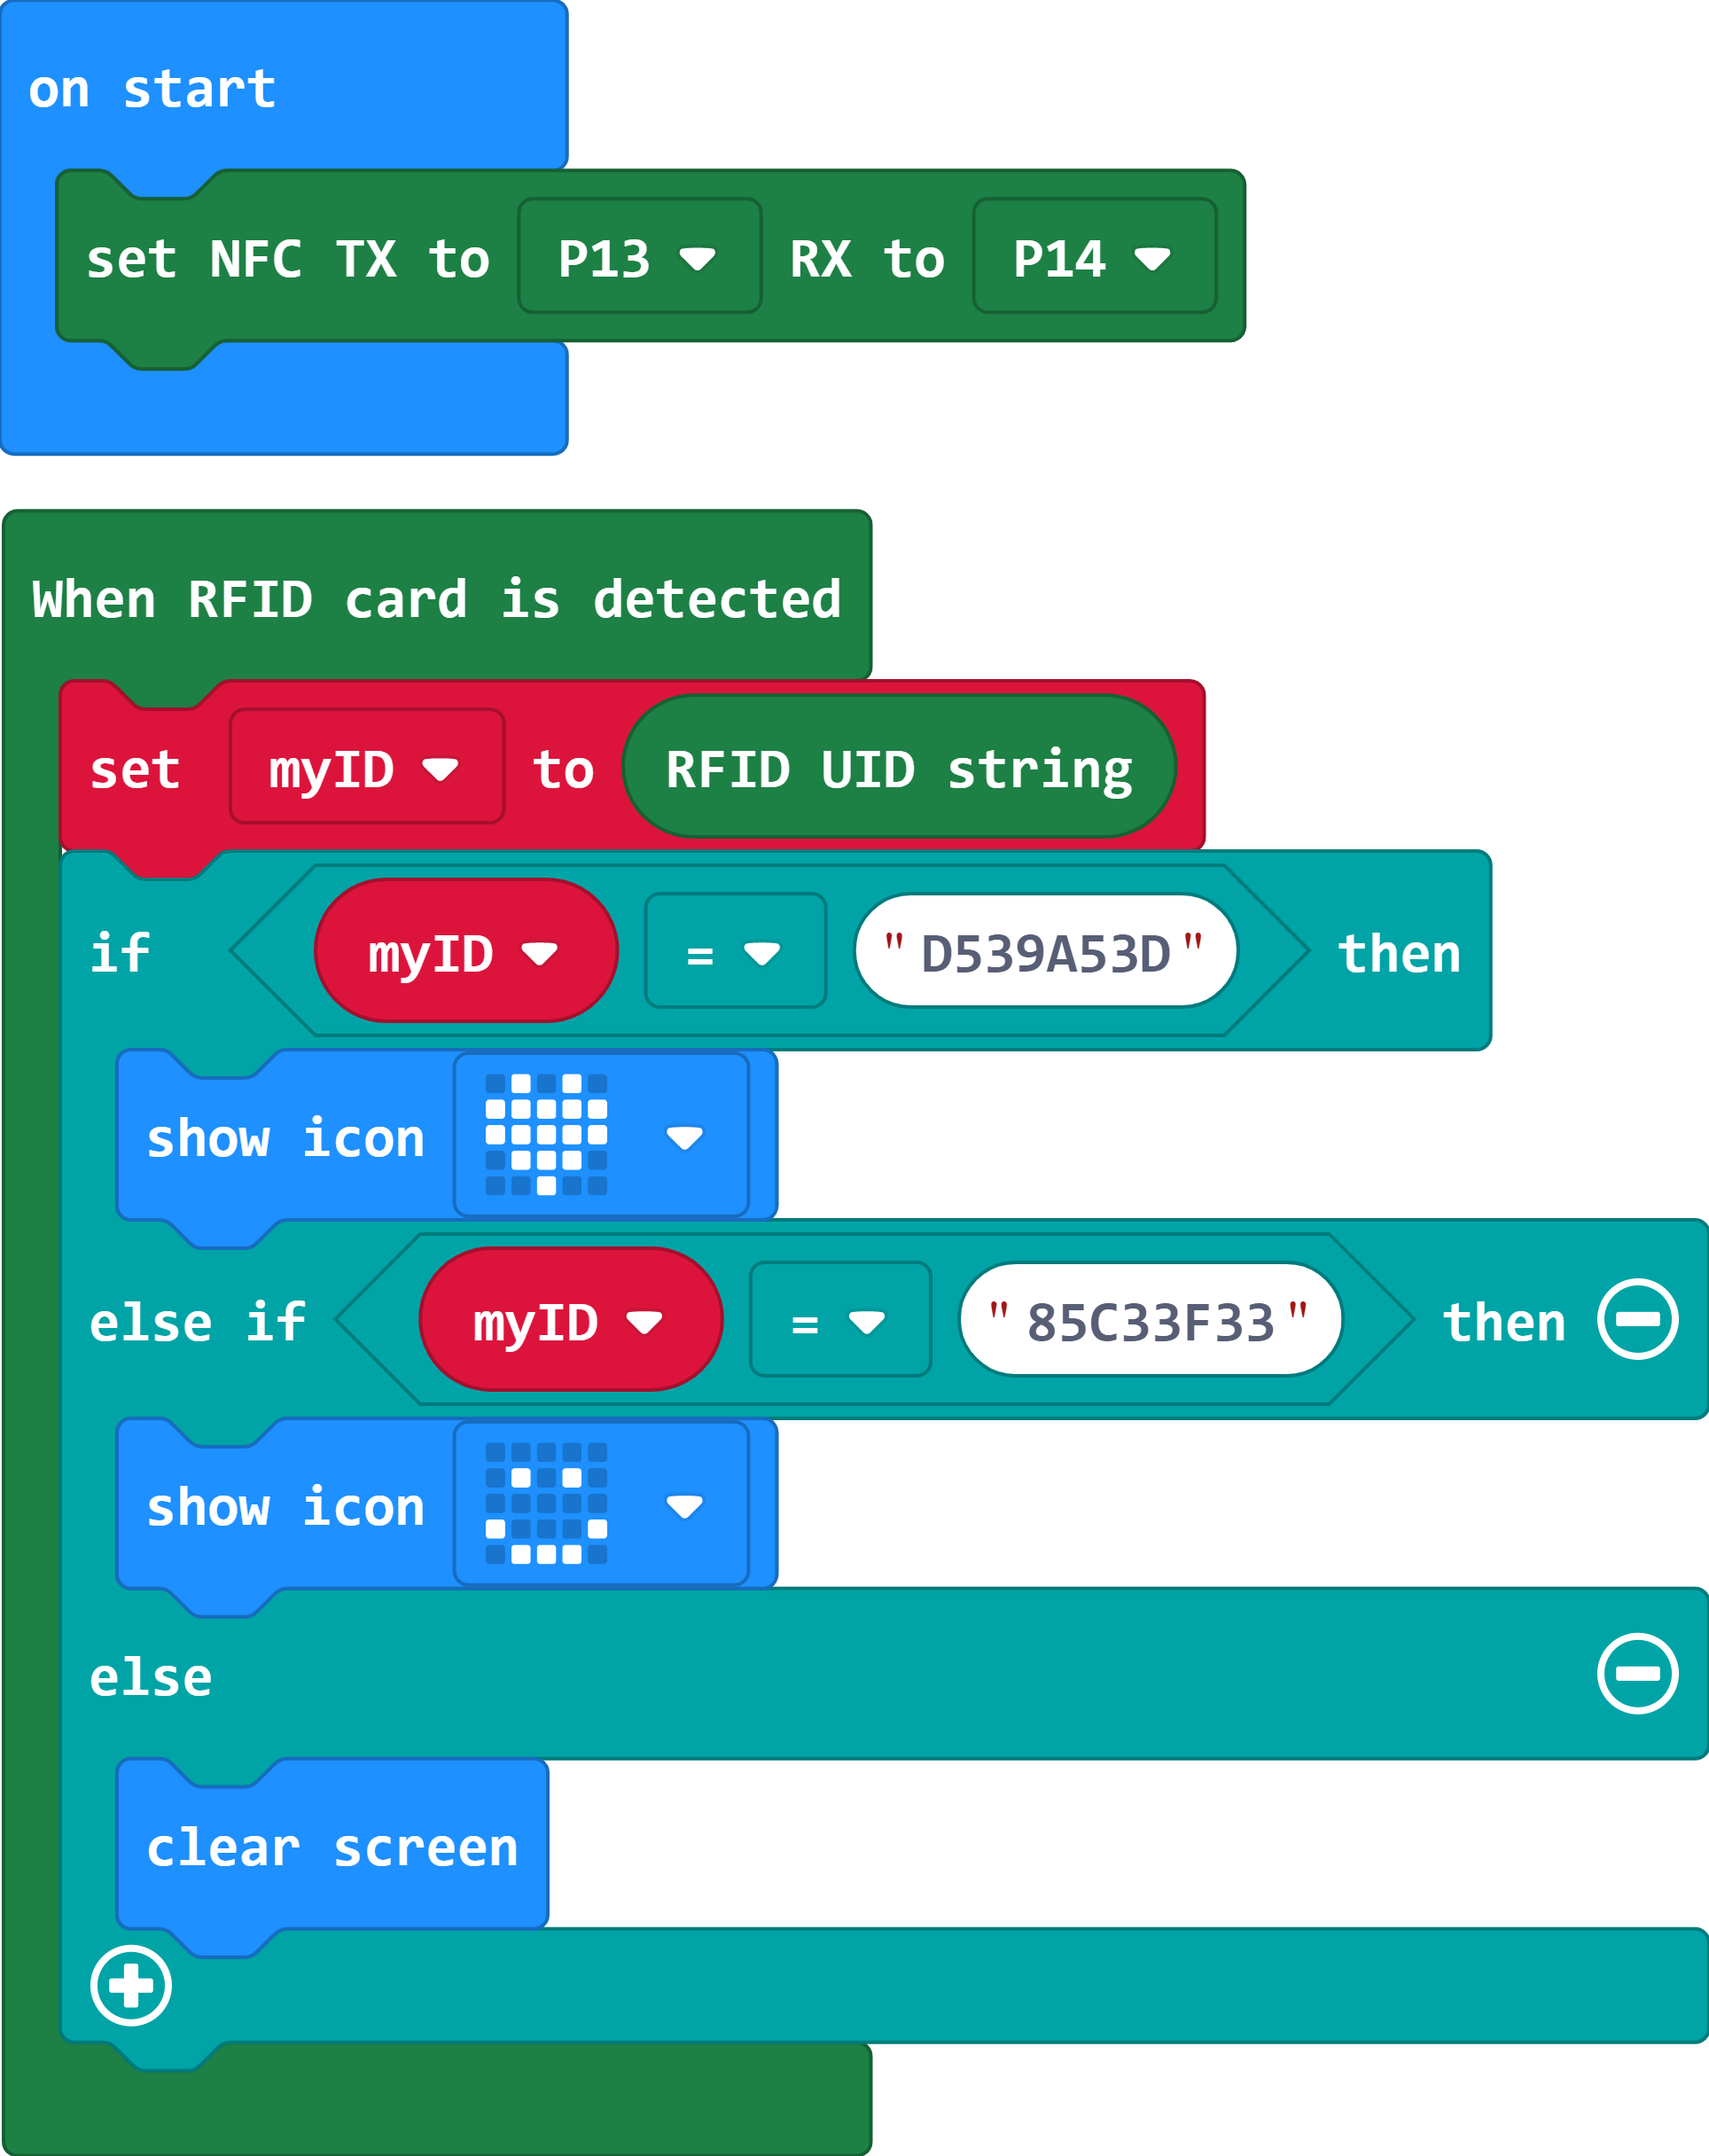 on start
set NFC TX to P13 RX to P14
When RFID card is detected
set myID to RFID UID string
if myID = "D539A53D" then
show icon
else if myID = "85C33F33" then
show icon
else
clear screen